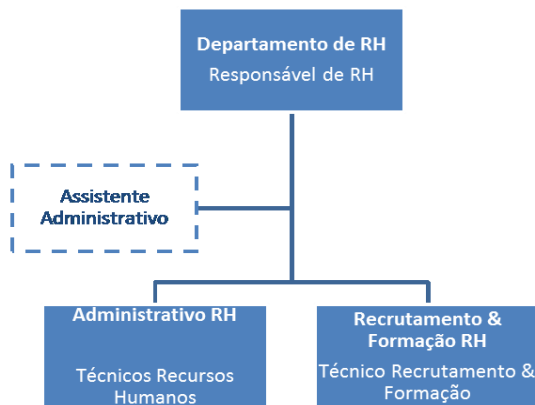 Departamento de RH
Responsável de RH
Assistente
Administrativo
Administrativo RH
Técnicos Recursos
Humanos
Recrutamento &
Formação RH
Técnico Recrutamento &
Formação